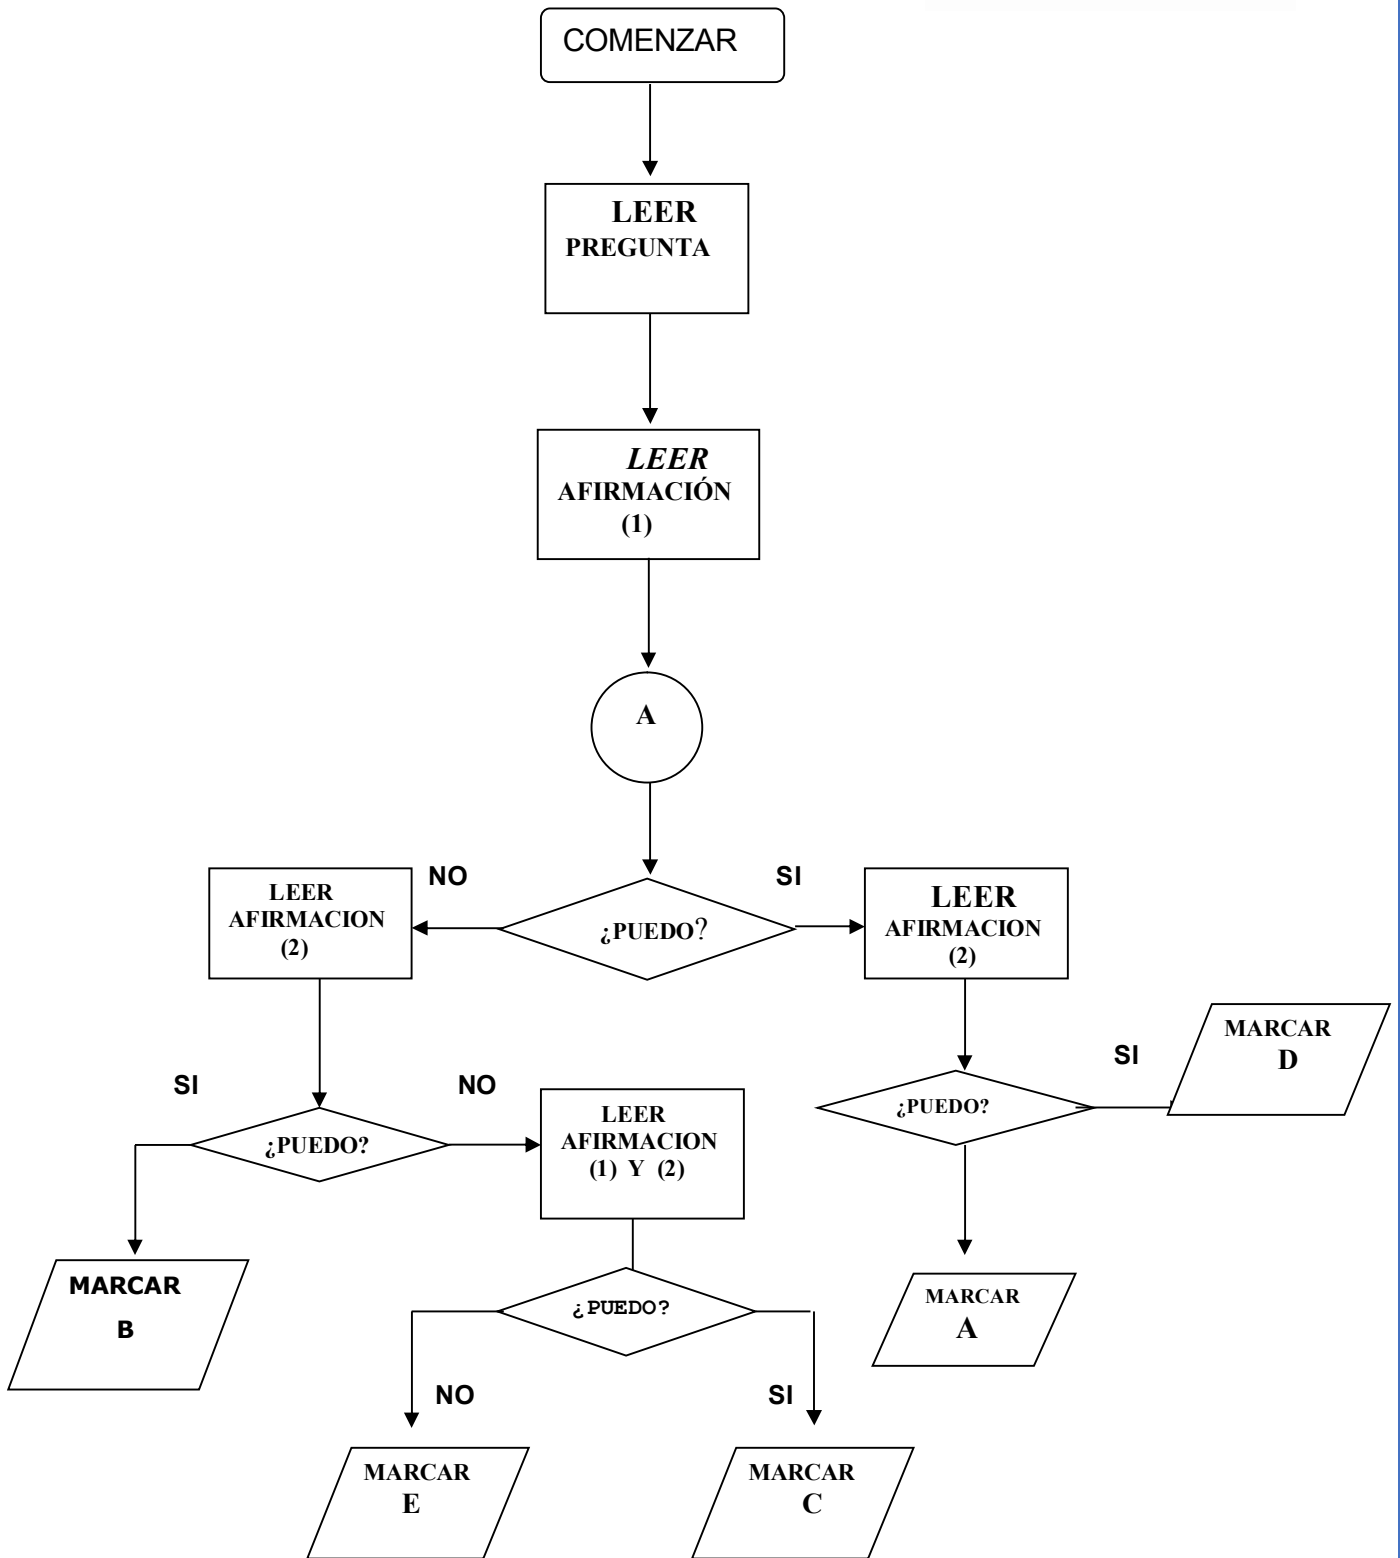 COMENZAR
LEER
PREGUNTA
LEER
AFIRMACIÓN
(1)
A
NO
SI
LEER
AFIRMACION
(2)
¿PUEDO?
LEER
AFIRMACION
(2)
SI
NO
¿PUEDO?
LEER
AFIRMACION
(1) Y (2)
¿PUEDO?
SI
MARCAR
D
MARCAR
B
¿PUEDO?
MARCAR
A
NO
SI
MARCAR
E
MARCAR
C